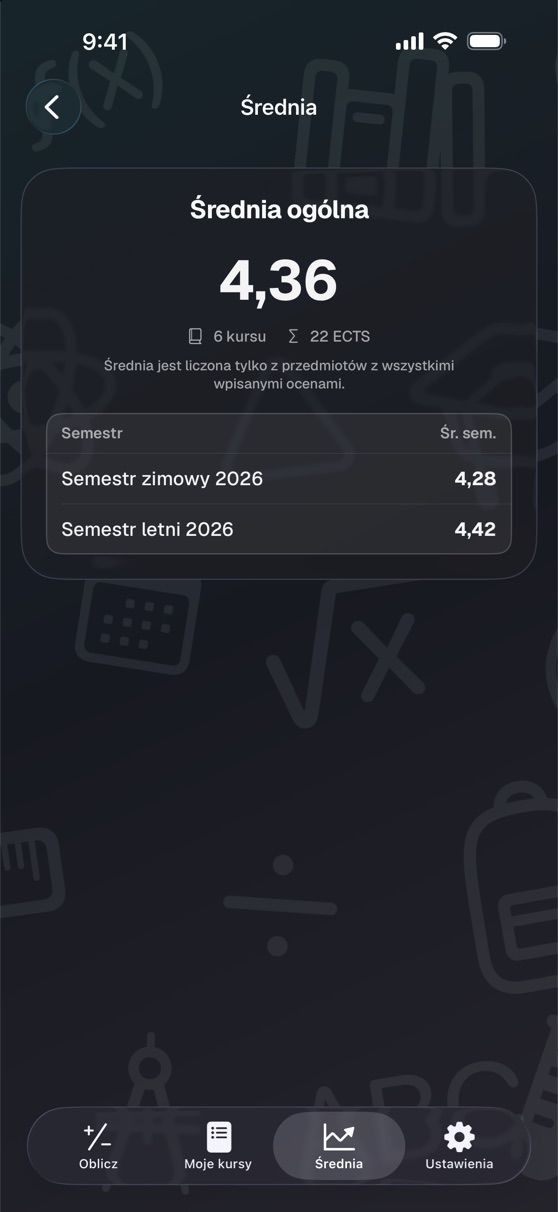 9:41
Średnia
Średnia ogólna
4,36
6 kursu Σ 22 ECTS
Średnia jest liczona tylko z przedmiotów z wszystkimi
wpisanymi ocenami.
Semestr Śr. sem.
Semestr zimowy 2026 4,28
Semestr letni 2026 4,42
f(x)
√x
÷
ABC
+/− 
Oblicz Moje kursy Średnia Ustawienia